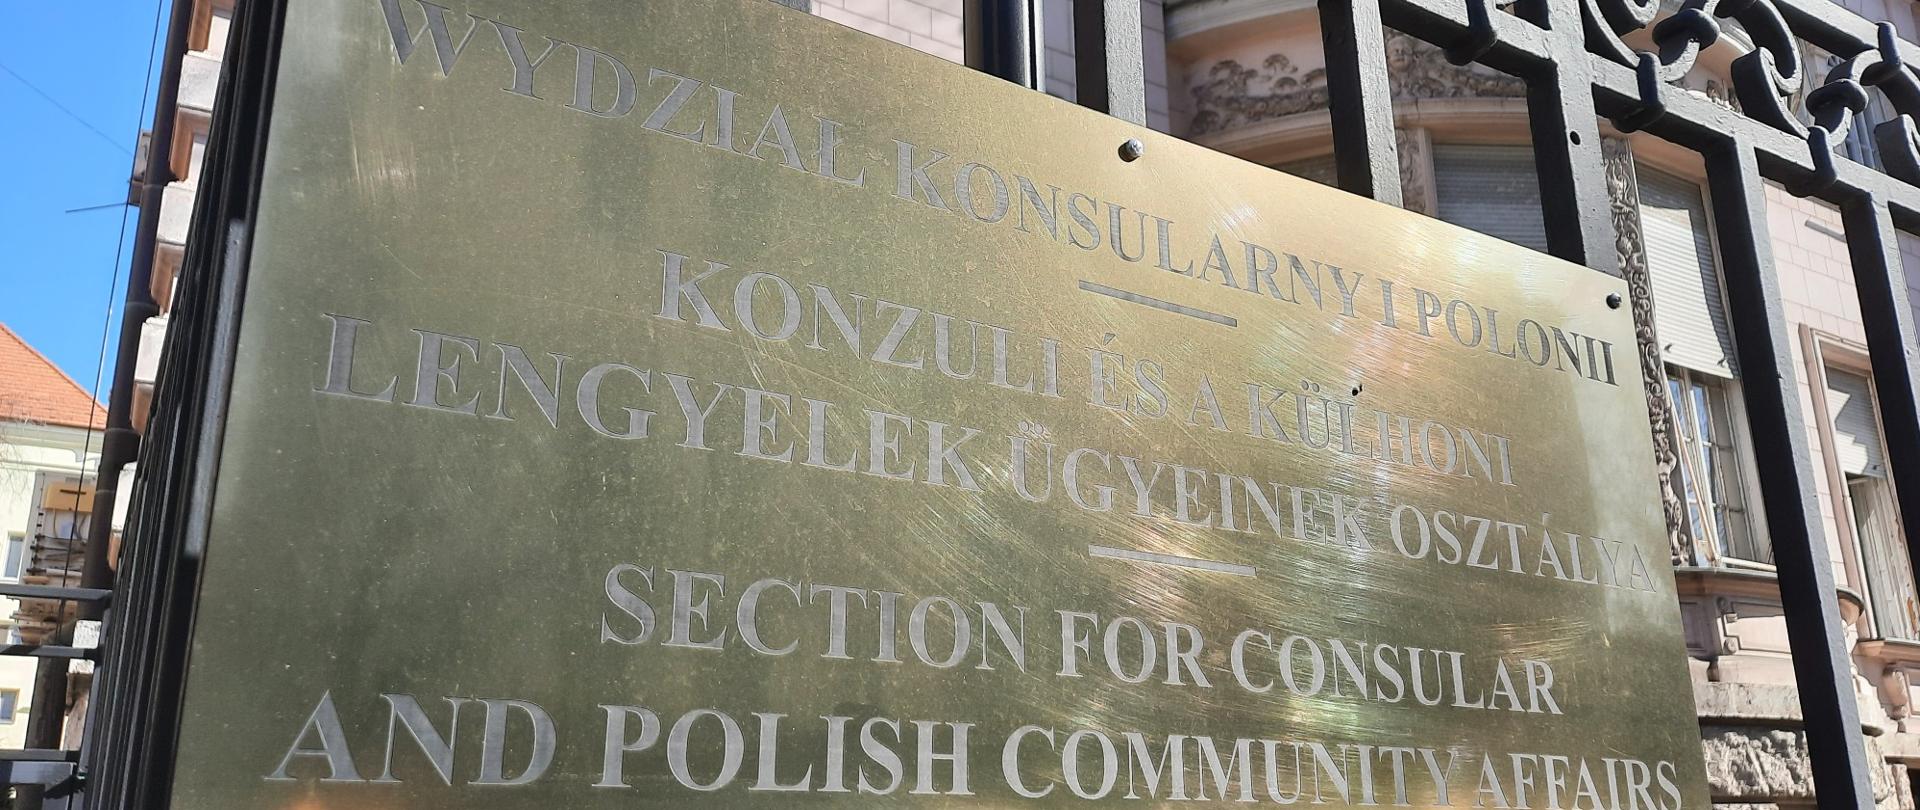 WYDZIAŁ KONSULARNY I POLONII
KONZULI ÉS A KÜLHONI
LENGYELEK ÜGYEINEK OSZTÁLYA
SECTION FOR CONSULAR
AND POLISH COMMUNITY AFFAIRS